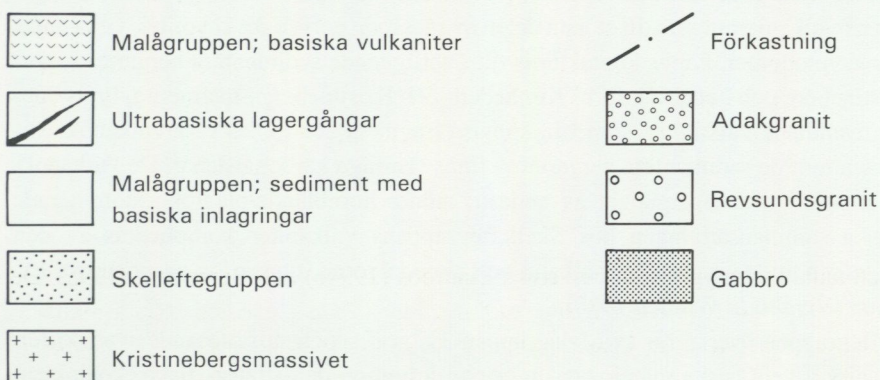 Malågruppen; basiska vulkaniter
Ultrabasiska lagergångar
Malågruppen; sediment med
basiska inlagringar
Skelleftegruppen
Kristinebergsmassivet
Förkastning
Adakgranit
Revsundsgranit
Gabbro